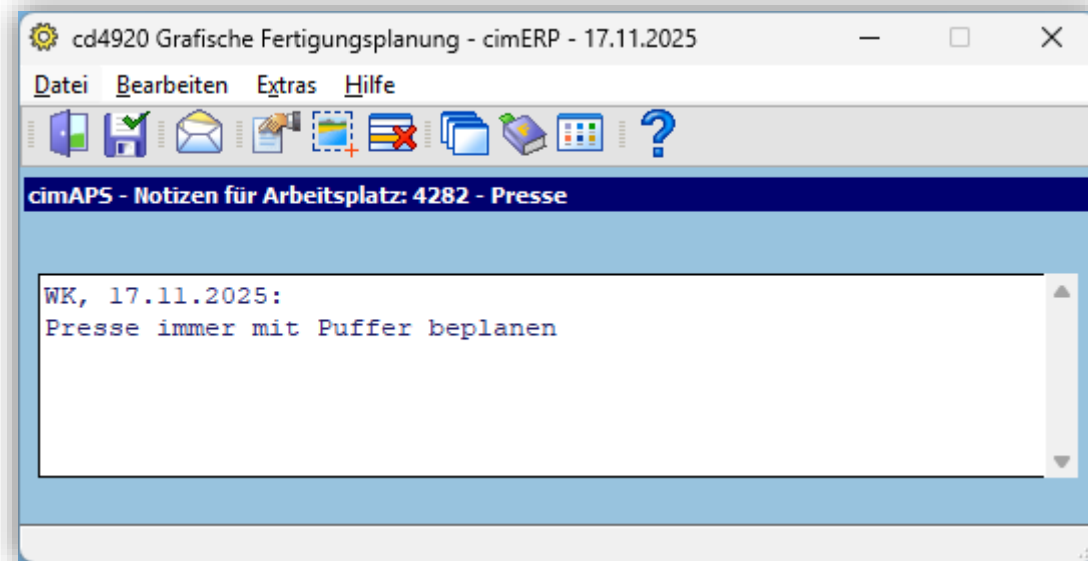 cd4920 Grafische Fertigungsplanung - cimERP - 17.11.2025
Datei Bearbeiten Extras Hilfe
cimAPS - Notizen für Arbeitsplatz: 4282 - Presse
WK, 17.11.2025:
Presse immer mit Puffer beplanen